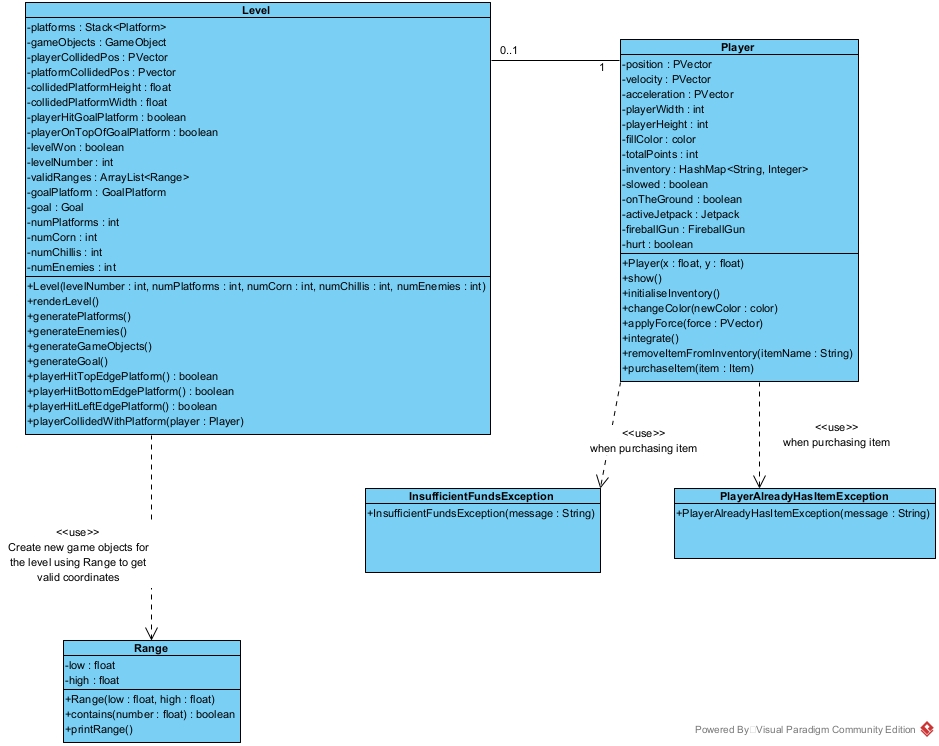 Level
-platforms : Stack<Platform>
-gameObjects : GameObject
-playerCollidedPos : PVector
-platformCollidedPos : Pvector
-collidedPlatformHeight : float
-collidedPlatformWidth : float
-playerHitGoalPlatform : boolean
-playerOnTopOfGoalPlatform : boolean
-levelWon : boolean
-levelNumber : int
-validRanges : ArrayList<Range>
-goalPlatform : GoalPlatform
-goal : Goal
-numPlatforms : int
-numCorn : int
-numChillis : int
-numEnemies : int
+Level(levelNumber : int, numPlatforms : int, numCorn : int, numChillis : int, numEnemies : int)
+renderLevel()
+generatePlatforms()
+generateEnemies()
+generateGameObjects()
+generateGoal()
+playerHitTopEdgePlatform() : boolean
+playerHitBottomEdgePlatform() : boolean
+playerHitLeftEdgePlatform() : boolean
+playerCollidedWithPlatform(player : Player)
0..1
1
Player
-position : PVector
-velocity : PVector
-acceleration : PVector
-playerWidth : int
-playerHeight : int
-fillColor : color
-totalPoints : int
-inventory : HashMap<String, Integer>
-slowed : boolean
-onTheGround : boolean
-activeJetpack : Jetpack
-fireballGun : FireballGun
-hurt : boolean
+Player(x : float, y : float)
+show()
+initialiseInventory()
+changeColor(newColor : color)
+applyForce(force : PVector)
+integrate()
+removeItemFromInventory(itemName : String)
+purchaseItem(item : Item)
<<use>>
when purchasing item
<<use>>
when purchasing item
InsufficientFundsException
+InsufficientFundsException(message : String)
PlayerAlreadyHasItemException
+PlayerAlreadyHasItemException(message : String)
<<use>>
Create new game objects for
the level using Range to get
valid coordinates
Range
-low : float
-high : float
+Range(low : float, high : float)
+contains(number : float) : boolean
+printRange()
Powered By Visual Paradigm Community Edition